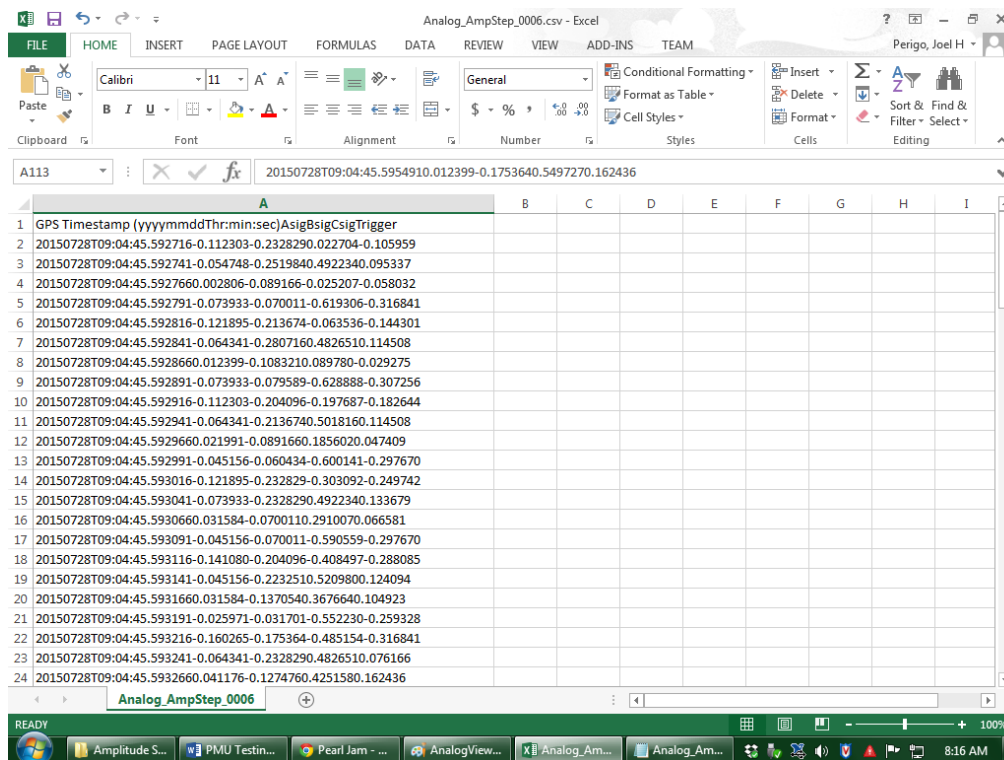 Analog_AmpStep_0006.csv - Excel
FILE HOME INSERT PAGE LAYOUT FORMULAS DATA REVIEW VIEW ADD-INS TEAM Perigo, Joel H
Paste
Calibri 11
General
Conditional Formatting
Format as Table
Cell Styles
Insert
Delete
Format
Sort & Filter
Find & Select
Clipboard Font Alignment Number Styles Cells Editing
A113 20150728T09:04:45.5954910.012399-0.1753640.5497270.162436
A B C D E F G H I
1 GPS Timestamp (yyyymmddThr:min:sec)AsigBsigCsigTrigger
2 20150728T09:04:45.592716-0.112303-0.2328290.022704-0.105959
3 20150728T09:04:45.592741-0.054748-0.2519840.4922340.095337
4 20150728T09:04:45.5927660.002806-0.089166-0.025207-0.058032
5 20150728T09:04:45.592791-0.073933-0.070011-0.619306-0.316841
6 20150728T09:04:45.592816-0.121895-0.213674-0.063536-0.144301
7 20150728T09:04:45.592841-0.064341-0.2807160.4826510.114508
8 20150728T09:04:45.5928660.012399-0.1083210.089780-0.029275
9 20150728T09:04:45.592891-0.073933-0.079589-0.628888-0.307256
10 20150728T09:04:45.592916-0.112303-0.204096-0.197687-0.182644
11 20150728T09:04:45.592941-0.064341-0.2136740.5018160.114508
12 20150728T09:04:45.5929660.021991-0.0891660.1856020.047409
13 20150728T09:04:45.592991-0.045156-0.060434-0.600141-0.297670
14 20150728T09:04:45.593016-0.121895-0.232829-0.303092-0.249742
15 20150728T09:04:45.593041-0.073933-0.2328290.4922340.133679
16 20150728T09:04:45.5930660.031584-0.0700110.2910070.066581
17 20150728T09:04:45.593091-0.045156-0.070011-0.590559-0.297670
18 20150728T09:04:45.593116-0.141080-0.204096-0.408497-0.288085
19 20150728T09:04:45.593141-0.045156-0.2232510.5209800.124094
20 20150728T09:04:45.5931660.031584-0.1370540.3676640.104923
21 20150728T09:04:45.593191-0.025971-0.031701-0.552230-0.259328
22 20150728T09:04:45.593216-0.160265-0.175364-0.485154-0.316841
23 20150728T09:04:45.593241-0.064341-0.2328290.4826510.076166
24 20150728T09:04:45.5932660.041176-0.1274760.4251580.162436
Analog_AmpStep_0006
READY 100%
Amplitude S... PMU Testin... Pearl Jam - ... AnalogView... Analog_Am... Analog_Am... 8:16 AM